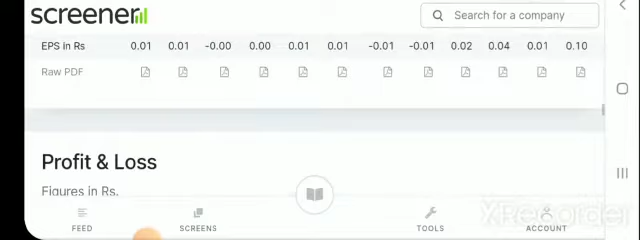 screener
Search for a company
EPS in Rs 0.01 0.01 -0.00 0.00 0.01 0.01 -0.01 -0.01 0.02 0.04 0.01 0.10
Raw PDF
Profit & Loss
Figures in Rs.
FEED SCREENS TOOLS ACCOUNT
XRecorder